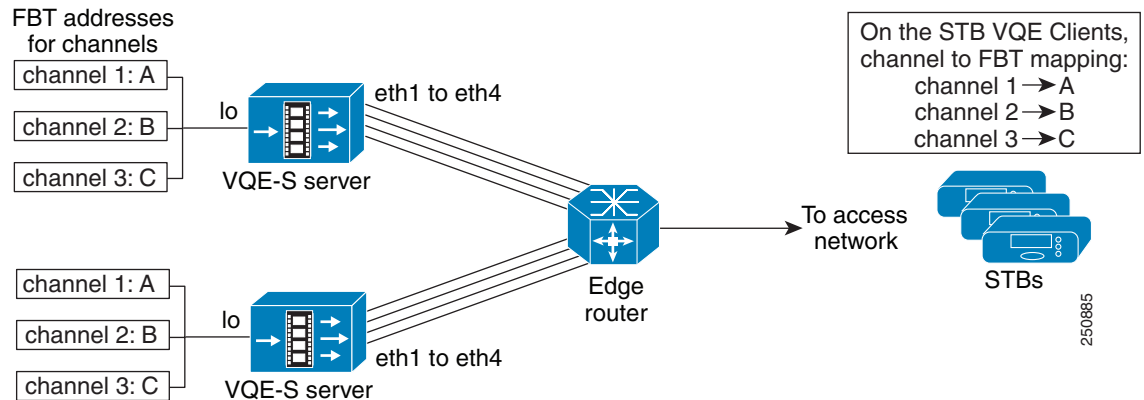 FBT addresses
for channels
channel 1: A
channel 2: B
channel 3: C
lo
eth1 to eth4
VQE-S server
channel 1: A
channel 2: B
channel 3: C
lo
eth1 to eth4
VQE-S server
Edge
router
To access
network
On the STB VQE Clients,
channel to FBT mapping:
channel 1 → A
channel 2 → B
channel 3 → C
STBs
250885